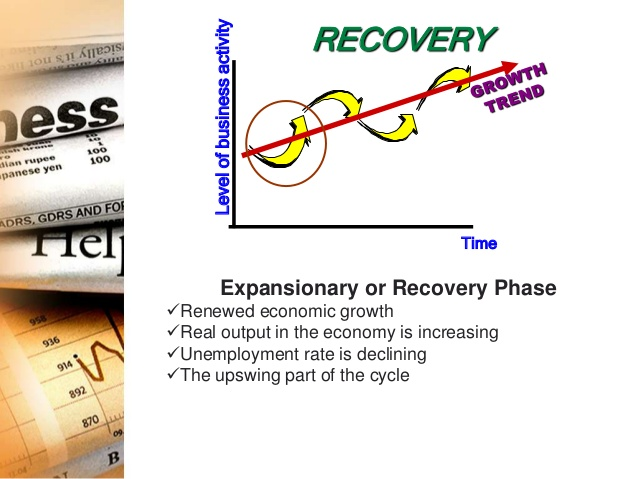 RECOVERY
Level of business activity
GROWTH
TREND
Time
Expansionary or Recovery Phase
✓Renewed economic growth
✓Real output in the economy is increasing
✓Unemployment rate is declining
✓The upswing part of the cycle
ness
10
1
100
dian rupee 100
panese yen
ADRS, GDRS AND FO
Help
958
936
914
892
870
B